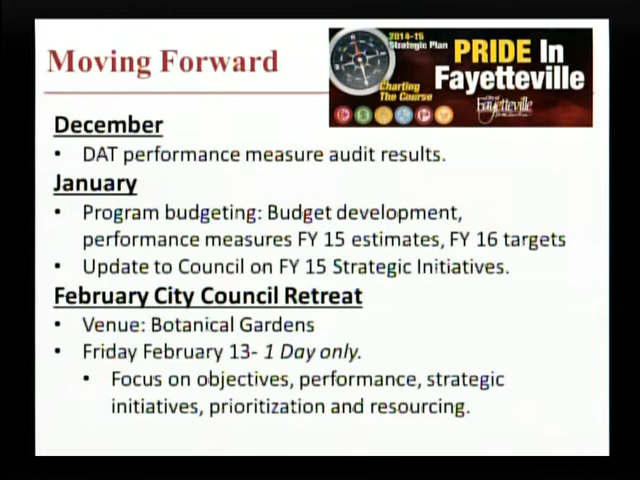 Moving Forward
2014-15
Strategic Plan
PRIDE In
Fayetteville
Charting
The Course
Fayetteville
December
• DAT performance measure audit results.
January
• Program budgeting: Budget development,
performance measures FY 15 estimates, FY 16 targets
• Update to Council on FY 15 Strategic Initiatives.
February City Council Retreat
• Venue: Botanical Gardens
• Friday February 13- 1 Day only.
• Focus on objectives, performance, strategic
initiatives, prioritization and resourcing.